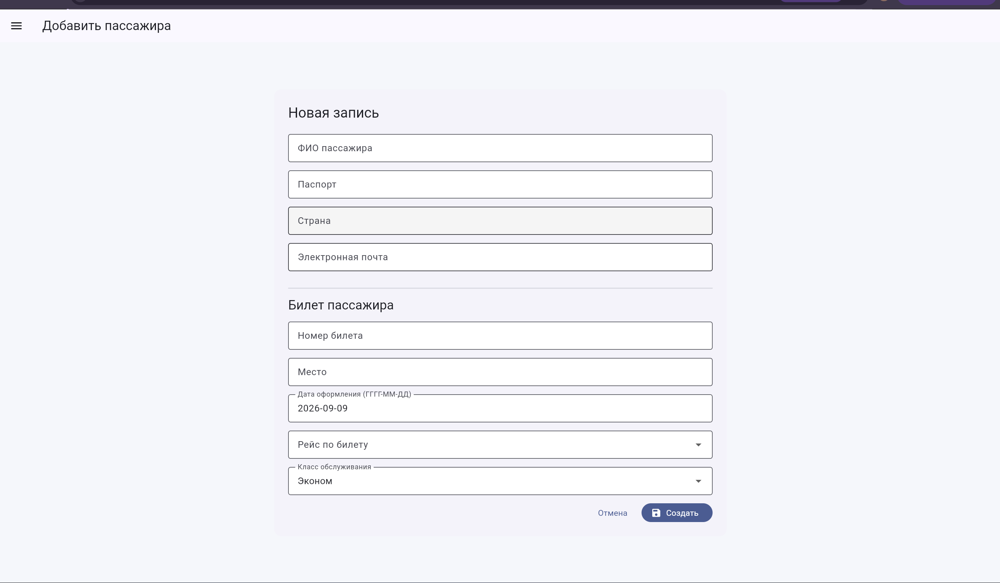 Добавить пассажира
Новая запись
ФИО пассажира
Паспорт
Страна
Электронная почта
Билет пассажира
Номер билета
Место
Дата оформления (ГГГГ-ММ-ДД)
2026-09-09
Рейс по билету
Класс обслуживания
Эконом
Отмена
Создать